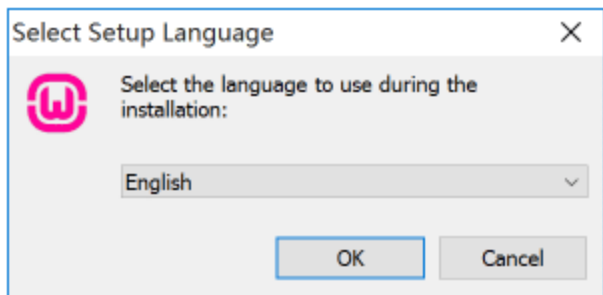 Select Setup Language
Select the language to use during the
installation:
English
OK
Cancel